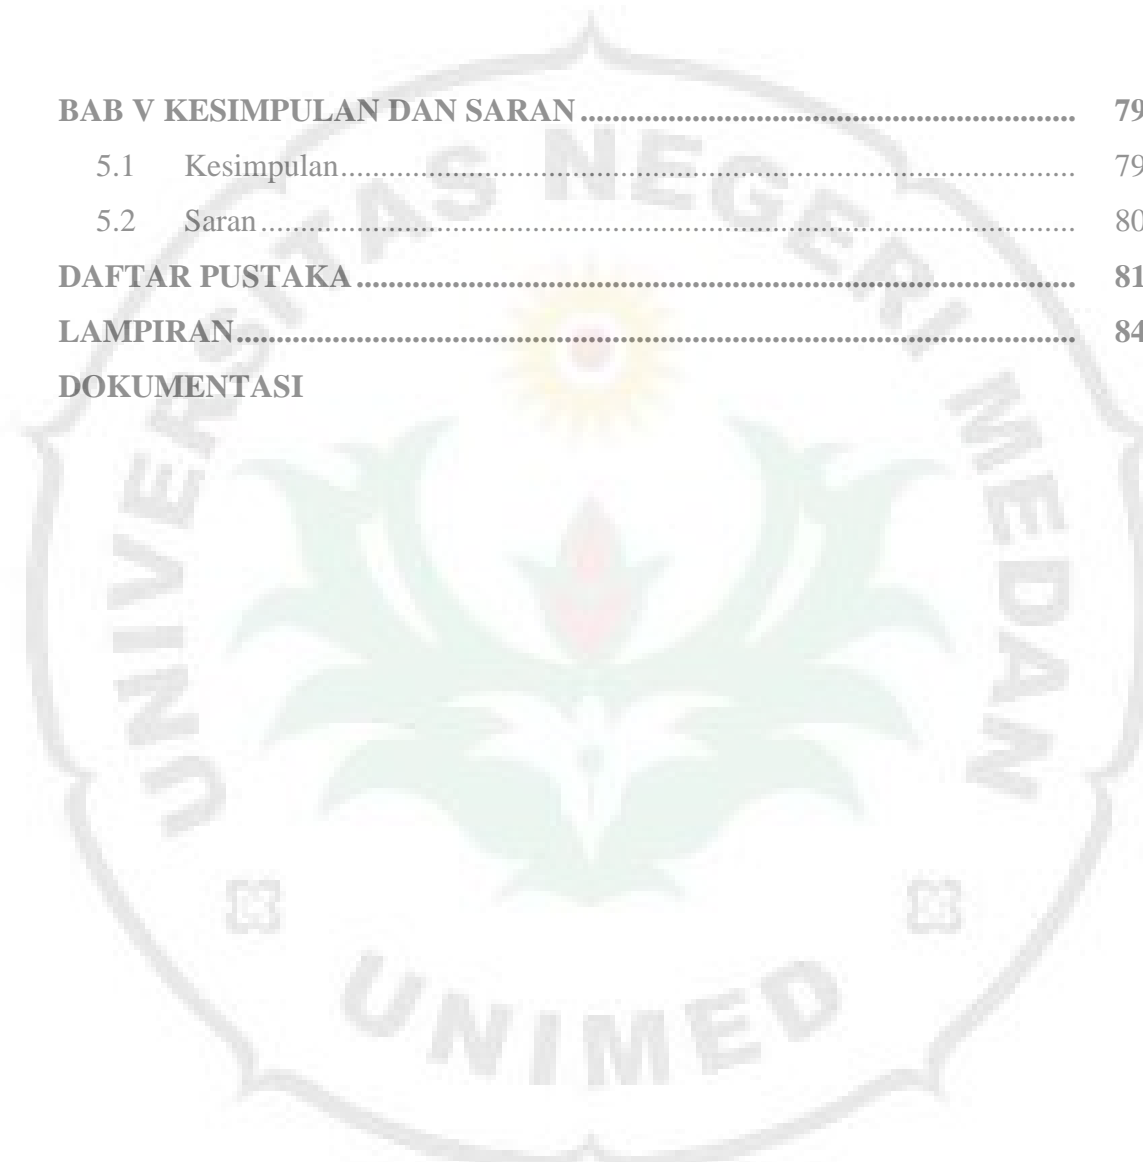 BAB V KESIMPULAN DAN SARAN ........................................................................ 79
5.1 Kesimpulan ........................................................................ 79
5.2 Saran ........................................................................ 80
DAFTAR PUSTAKA ........................................................................ 81
LAMPIRAN ........................................................................ 84
DOKUMENTASI
UNIVERSITAS NEGERI MEDAN
UNIMED